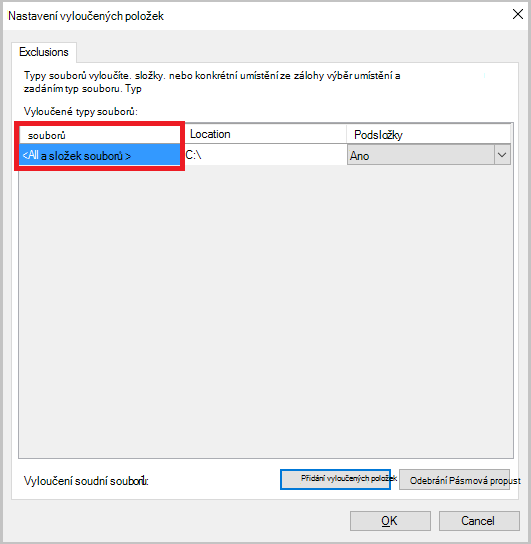 Nastavení vyloučených položek
Exclusions
Typy souborů vyloučíte. složky. nebo konkrétní umístění ze zálohy výběr umístění a
zadáním typ souboru. Typ
Vyloučené typy souborů:
souborů Location Podsložky
<All a složek souborů > C:\ Ano
Vyloučení soudní souborů: Přidání vyloučených položek Odebrání Pásmová propust
OK Cancel